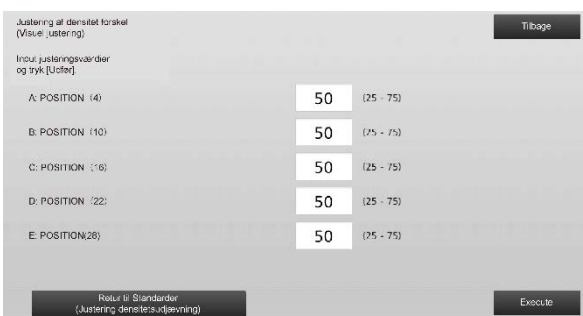 Justering af densitet forskel
(Visuel justering)
Tilbage
Input justeringsværdier
og tryk [Udfør].
A: POSITION (4) 50 (25 - 75)
B: POSITION (10) 50 (25 - 75)
C: POSITION (16) 50 (25 - 75)
D: POSITION (22) 50 (25 - 75)
E: POSITION(28) 50 (25 - 75)
Retur til Standarder
(Justering densitetsudjævning)
Execute